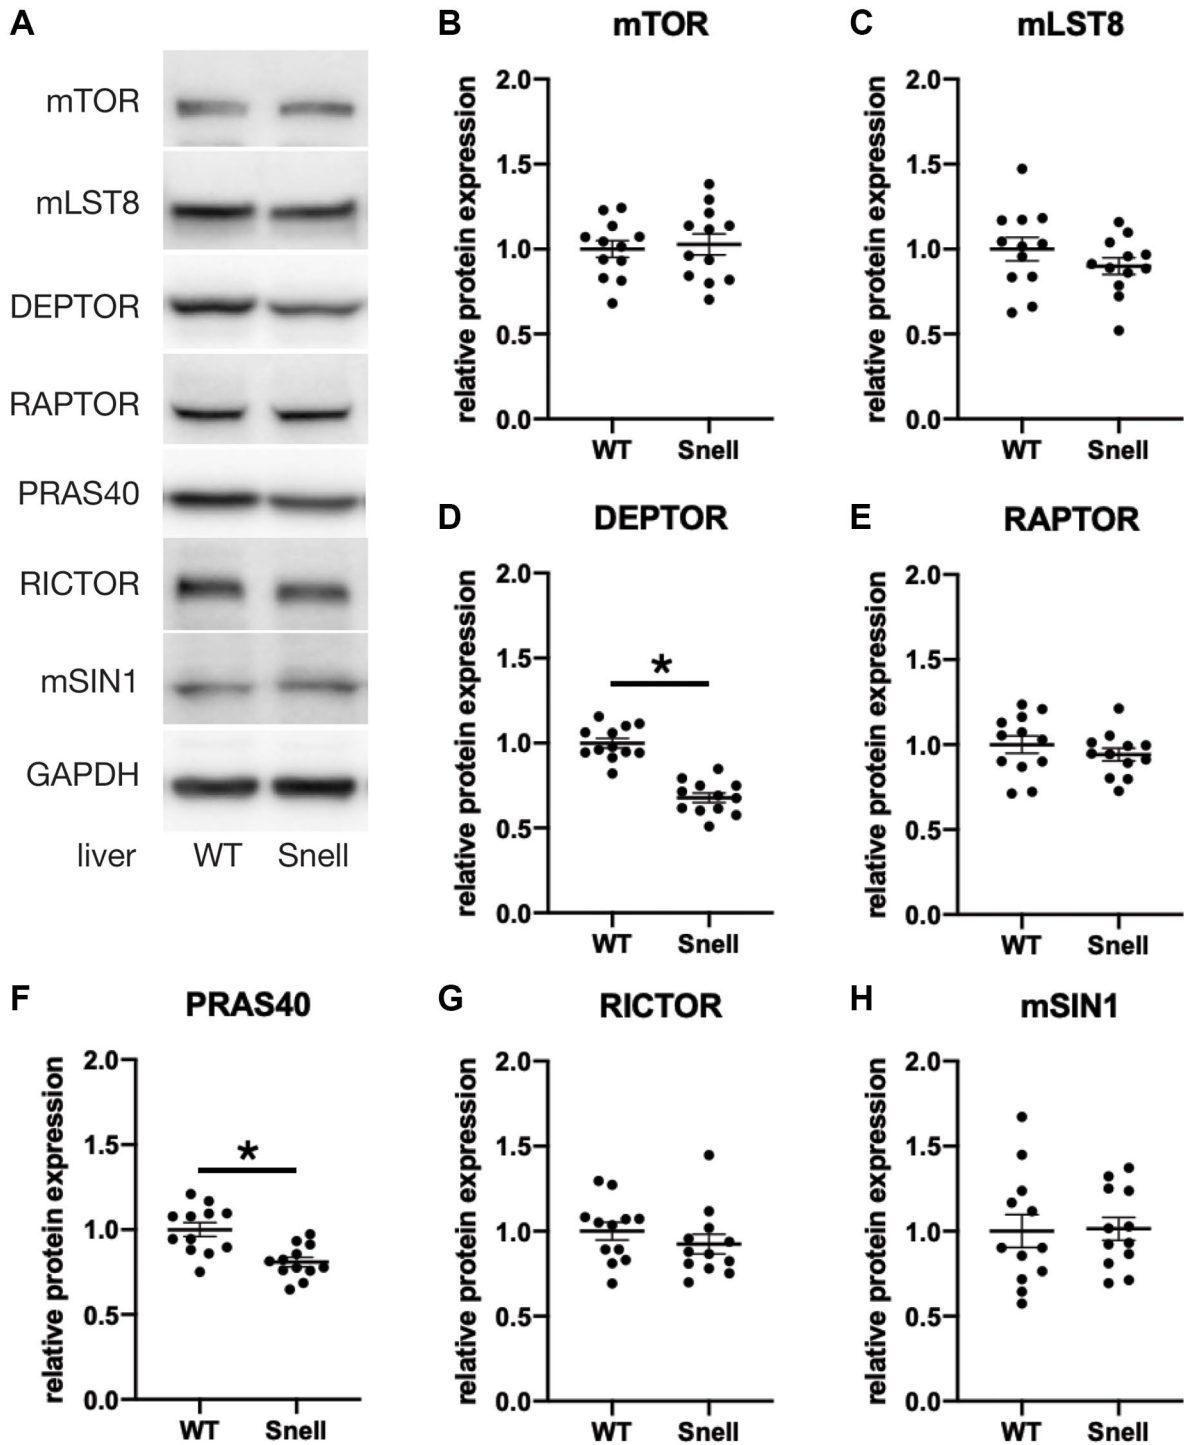 A
mTOR
mLST8
DEPTOR
RAPTOR
PRAS40
RICTOR
mSIN1
GAPDH
liver WT Snell
B
mTOR
relative protein expression
2.0
1.5
1.0
0.5
0.0
WT Snell
C
mLST8
relative protein expression
2.0
1.5
1.0
0.5
0.0
WT Snell
D
DEPTOR
relative protein expression
2.0
1.5
1.0
0.5
0.0
*
WT Snell
E
RAPTOR
relative protein expression
2.0
1.5
1.0
0.5
0.0
WT Snell
F
PRAS40
relative protein expression
2.0
1.5
1.0
0.5
0.0
*
WT Snell
G
RICTOR
relative protein expression
2.0
1.5
1.0
0.5
0.0
WT Snell
H
mSIN1
relative protein expression
2.0
1.5
1.0
0.5
0.0
WT Snell